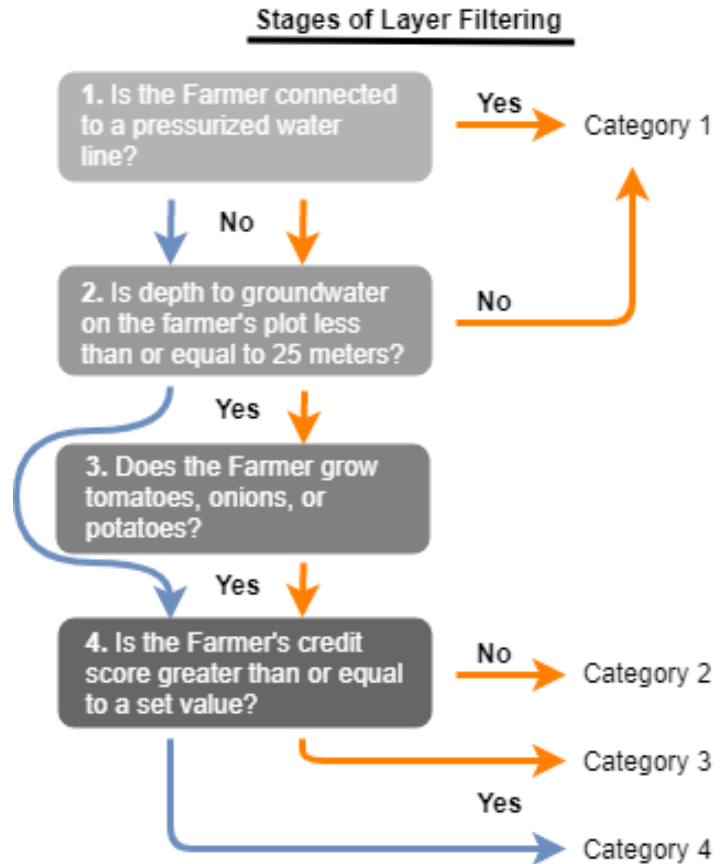 Stages of Layer Filtering
1. Is the Farmer connected
to a pressurized water
line?
Yes
Category 1
No
2. Is depth to groundwater
on the farmer's plot less
than or equal to 25 meters?
No
Yes
3. Does the Farmer grow
tomatoes, onions, or
potatoes?
Yes
4. Is the Farmer's credit
score greater than or equal
to a set value?
No
Category 2
Category 3
Yes
Category 4